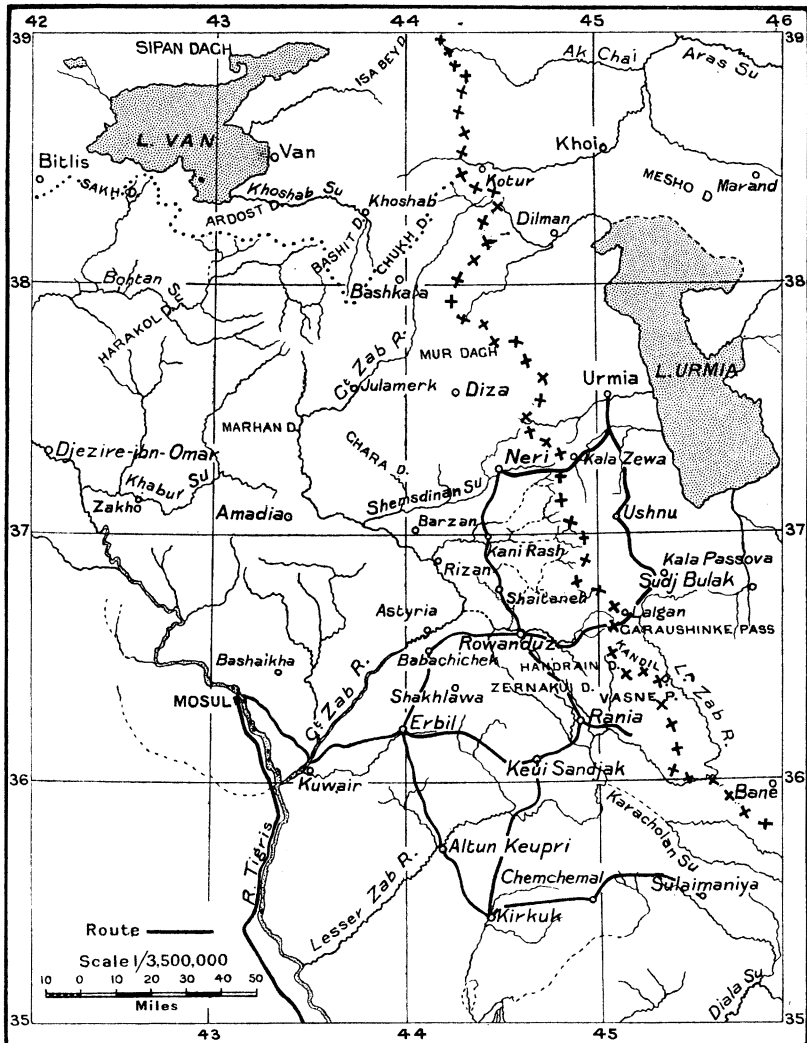 42
43
44
45
46
39
39
SIPAN DAGH
ISA BEY D.
Ak Chai
Aras Su
L. VAN
Van
Khoi
Bitlis
SAKH D.
Khoshab Su
Khoshab
Kotur
MESHO D
Marand
ARDOST D.
BASHIT D.
CHUKH D.
Dilman
38
38
Bohtan Su
Bashkala
HARAKOL D.
Gt Zab R.
MUR DAGH
L. URMIA
Julamerk
Diza
Urmia
MARHAN D.
CHARA D.
Djezire-ibn-Omar
Neri
Kala Zewa
Khabur Su
Shemsdinan Su
Zakho
Amadia
Barzan
Ushnu
37
37
Kani Rash
Rizan
Kala Passova
Sudj Bulak
Shaitaneh
Lalgan
Astyria
GARAUSHINKE PASS
Rowanduz
Babachichek
Bashaikha
HANDRAIN D.
KANDIL D.
Gt Zab R.
Shakhlawa
ZERNAKUI D.
VASNE P.
Lr Zab R.
MOSUL
Erbil
Rania
36
36
Kuwair
Keui Sandjak
Bane
Karacholan Su
R. Tigris
Altun Keupri
Chemchemal
Sulaimaniya
Lesser Zab R.
Kirkuk
Route
Scale 1/3,500,000
10 0 10 20 30 40 50
Miles
Diala Su
35
35
43
44
45